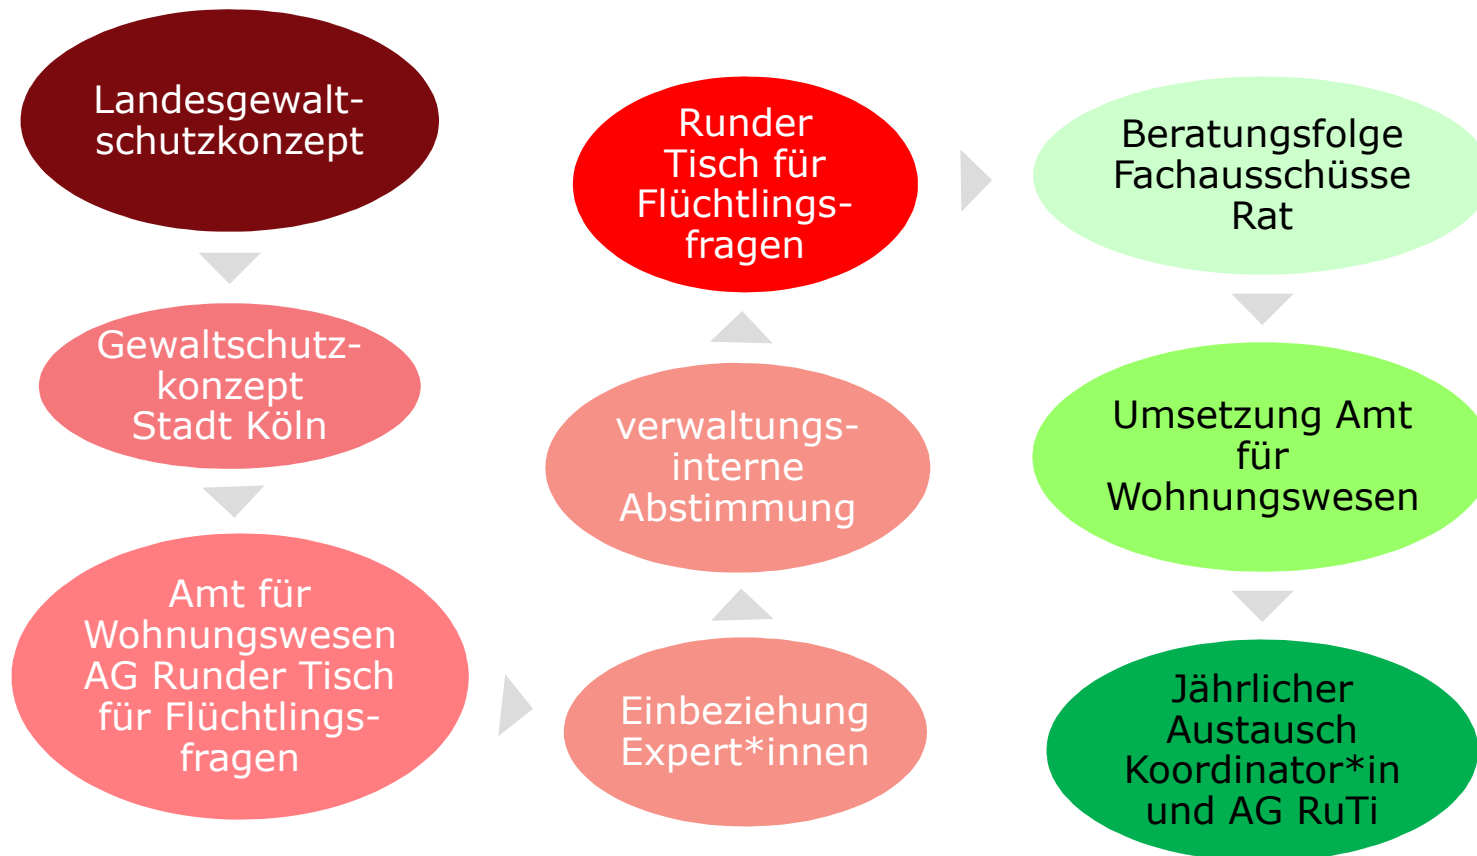 Landesgewalt-
schutzkonzept
Gewaltschutz-
konzept
Stadt Köln
Amt für
Wohnungswesen
AG Runder Tisch
für Flüchtlings-
fragen
Einbeziehung
Expert*innen
verwaltungs-
interne
Abstimmung
Runder
Tisch für
Flüchtlings-
fragen
Beratungsfolge
Fachausschüsse
Rat
Umsetzung Amt
für
Wohnungswesen
Jährlicher
Austausch
Koordinator*in
und AG RuTi